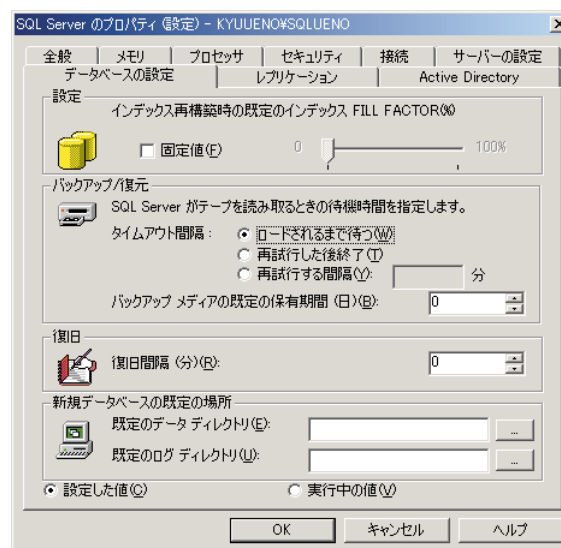 SQL Server のプロパティ (設定) - KYUUENO¥SQLUENO
全般 メモリ プロセッサ セキュリティ 接続 サーバーの設定
データベースの設定 レプリケーション Active Directory
設定
インデックス再構築時の既定のインデックス FILL FACTOR(%)
固定値(F) 0 100%
バックアップ/復元
SQL Server がテープを読み取るときの待機時間を指定します。
タイムアウト間隔 : ロードされるまで待つ(W)
再試行した後終了(T)
再試行する間隔(Y): 分
バックアップ メディアの既定の保有期間 (日)(B): 0
復旧
復旧間隔 (分)(R): 0
新規データベースの既定の場所
既定のデータ ディレクトリ(E): ...
既定のログ ディレクトリ(U): ...
設定した値(C) 実行中の値(V)
OK キャンセル ヘルプ